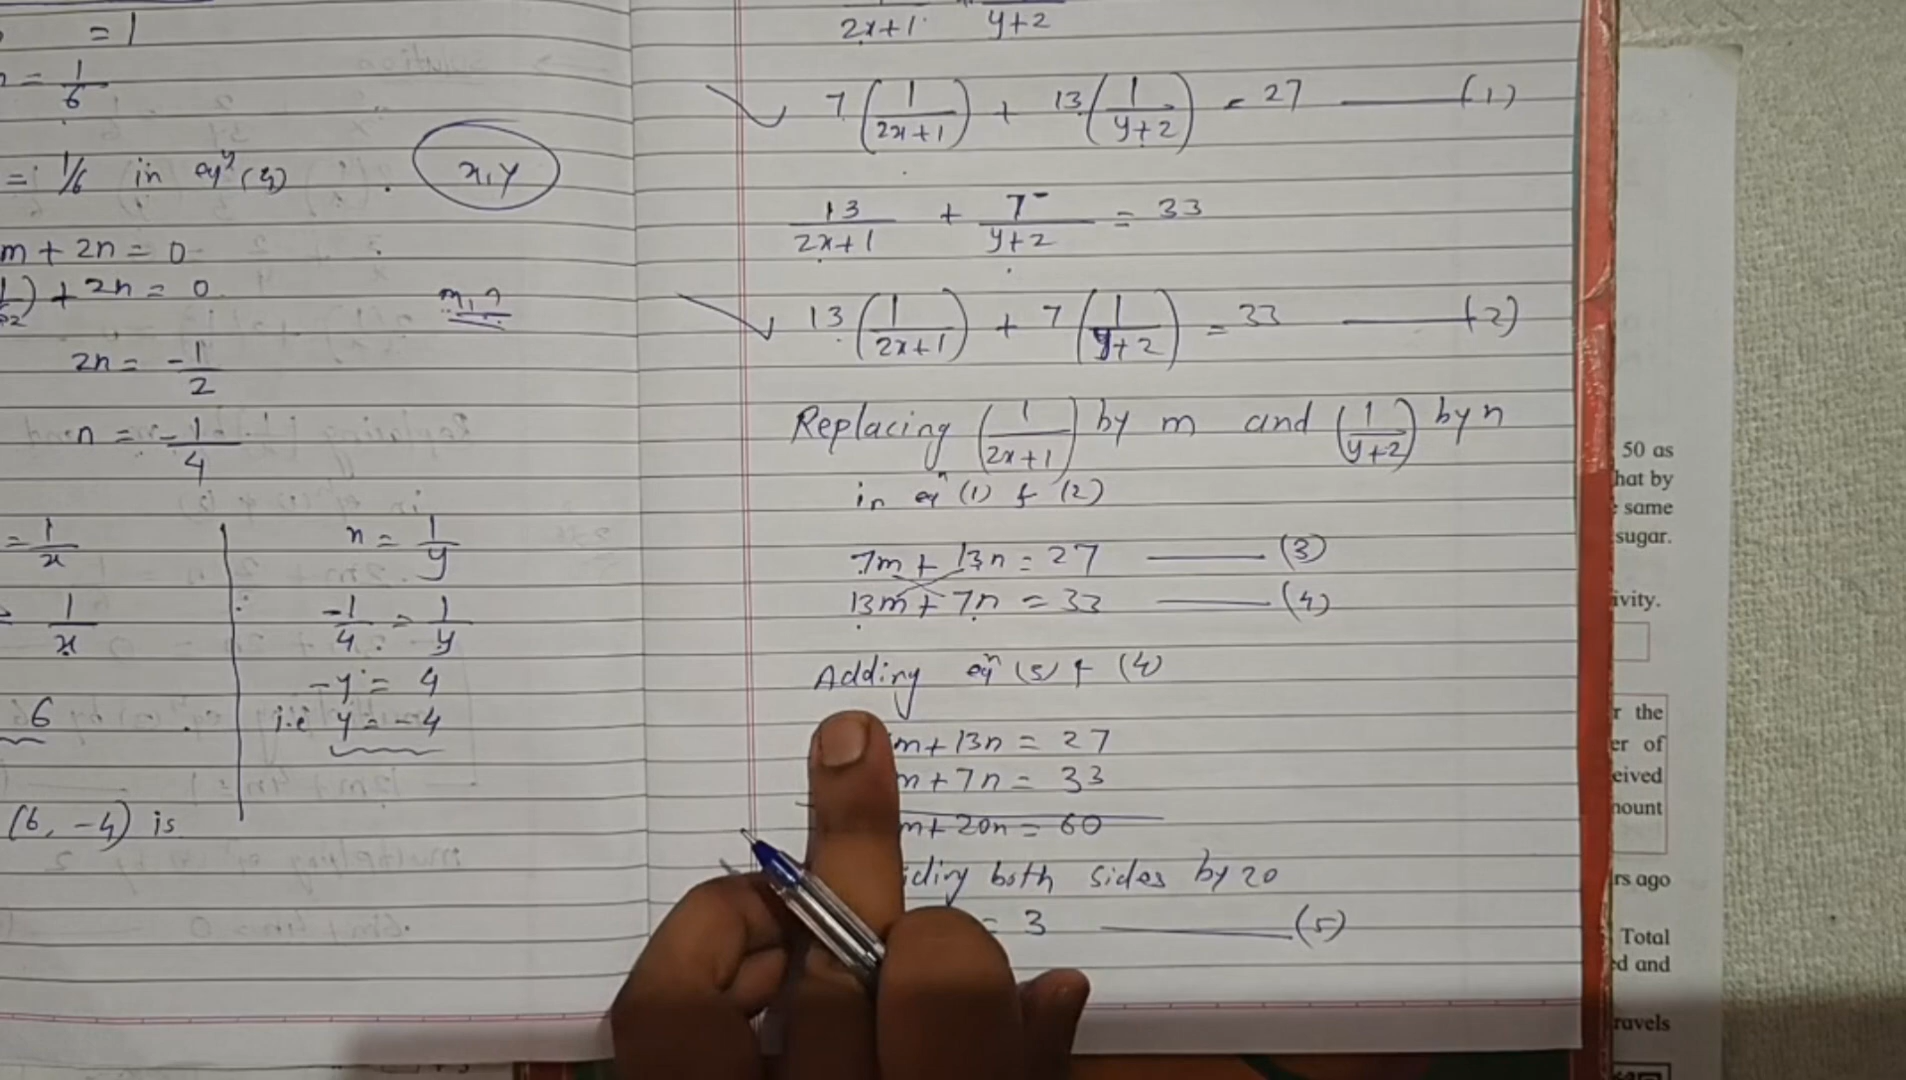 = 1
= 1/6
= 1/6 in eqn (3) . x, y
m + 2n = 0
) + 2n = 0 m, n
2n = -1/2
n = -1/4
= 1/x n = 1/y
1/x -1/4 = 1/y
-y = 4
6 i.e y = -4
(6, -4) is
2x+1 y+2
7(1/(2x+1)) + 13(1/(y+2)) = 27 —— (1)
13/(2x+1) + 7/(y+2) = 33
13(1/(2x+1)) + 7(1/(y+2)) = 33 —— (2)
Replacing (1/(2x+1)) by m and (1/(y+2)) by n
in eqn (1) & (2)
7m + 13n = 27 —— (3)
13m + 7n = 33 —— (4)
Adding eqn (3) & (4)
m + 13n = 27
m + 7n = 33
m + 20n = 60
iding both sides by 20
= 3 —— (5)
50 as
hat by
same
sugar.
ivity.
r the
er of
eived
nount
rs ago
Total
d and
ravels